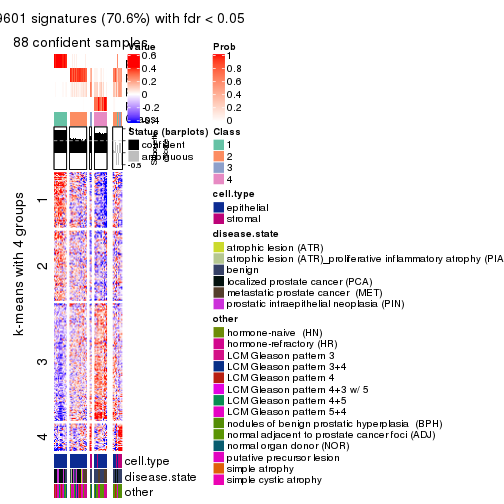 9601 signatures (70.6%) with fdr < 0.05
88 confident samples
Value
0.6
0.4
0.2
0
-0.2
-0.4
Prob
1
0.8
0.6
0.4
0.2
0
Status (barplots)
confident
ambiguous
-0.5
Class
1
2
3
4
cell.type
epithelial
stromal
disease.state
atrophic lesion (ATR)
atrophic lesion (ATR)_proliferative inflammatory atrophy (PIA
benign
localized prostate cancer (PCA)
metastatic prostate cancer (MET)
prostatic intraepithelial neoplasia (PIN)
other
hormone-naive (HN)
hormone-refractory (HR)
LCM Gleason pattern 3
LCM Gleason pattern 3+4
LCM Gleason pattern 4
LCM Gleason pattern 4+3 w/ 5
LCM Gleason pattern 4+5
LCM Gleason pattern 5+4
nodules of benign prostatic hyperplasia (BPH)
normal adjacent to prostate cancer foci (ADJ)
normal organ donor (NOR)
putative precursor lesion
simple atrophy
simple cystic atrophy
k-means with 4 groups
1
2
3
4
cell.type
disease.state
other